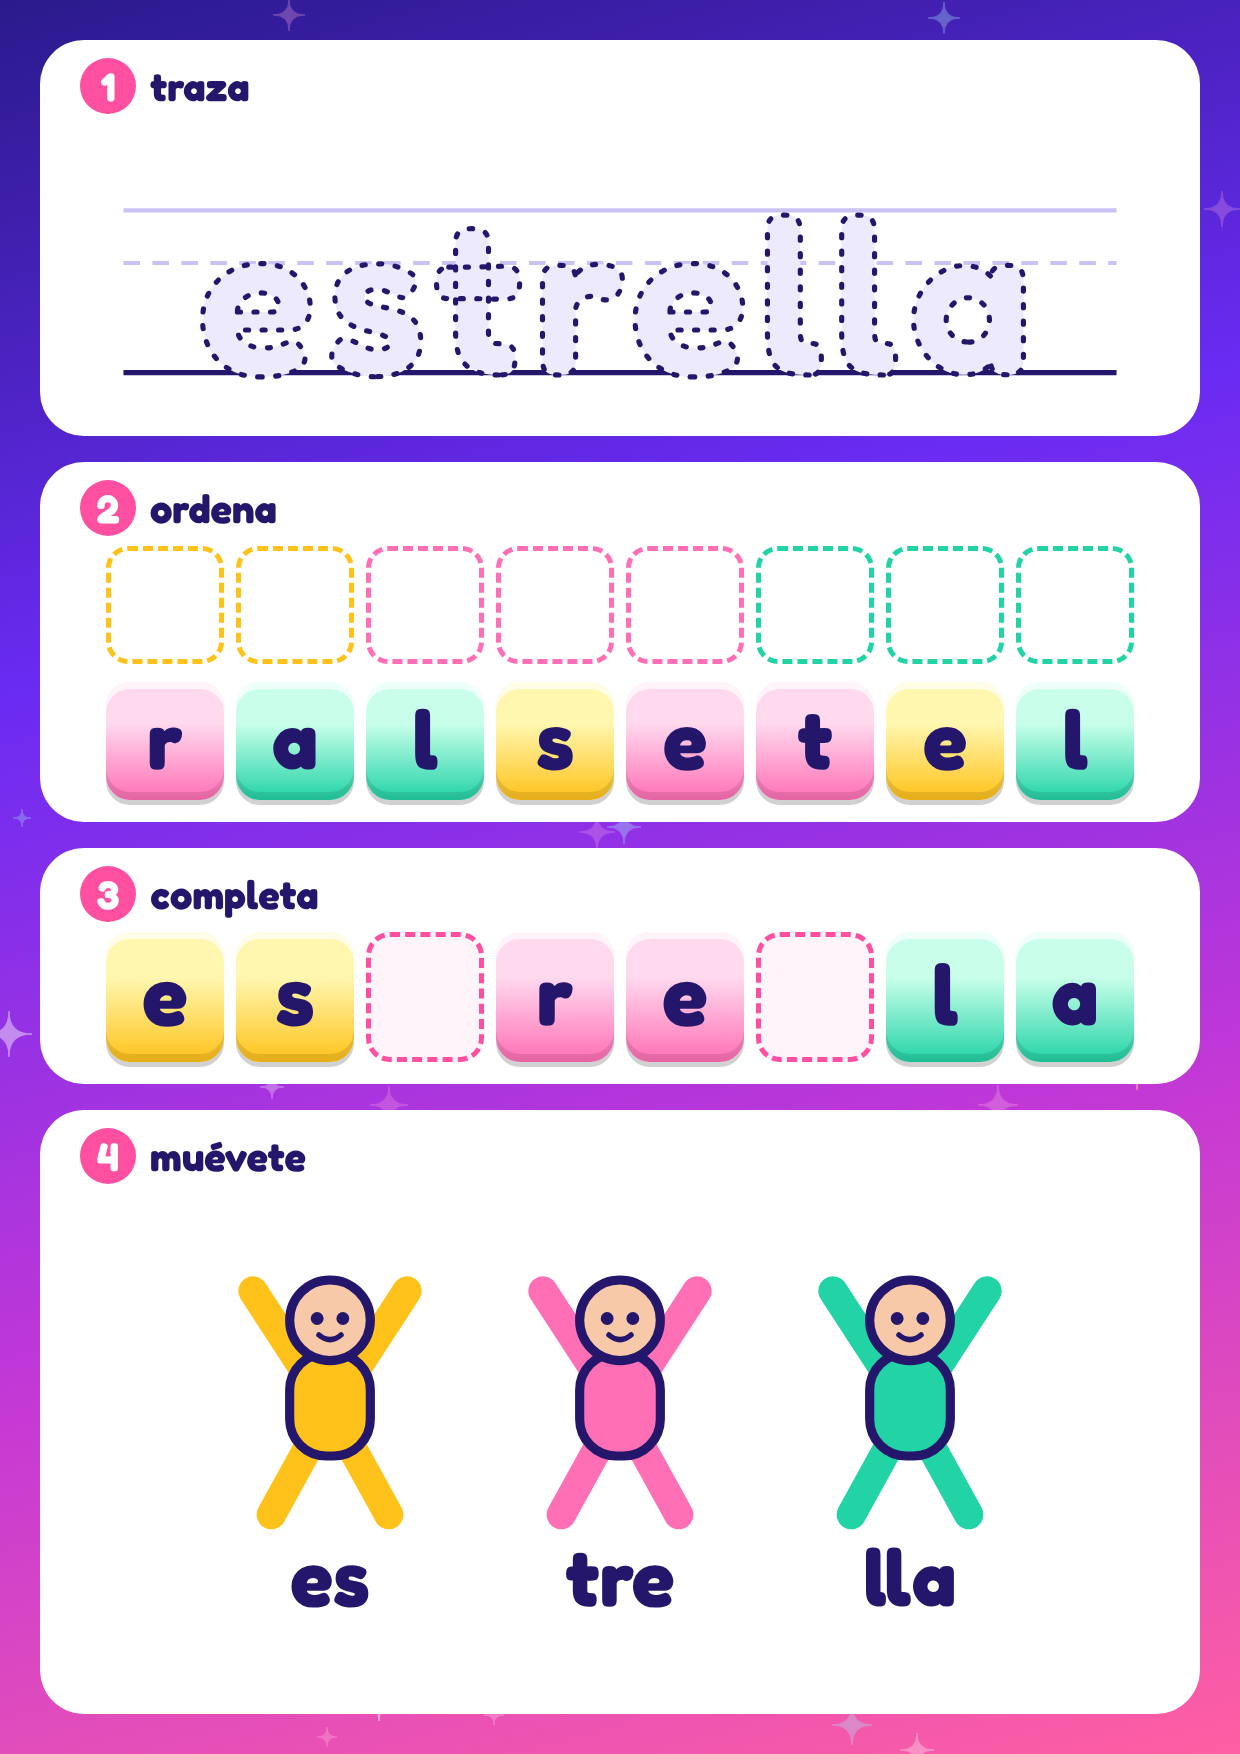 1 traza
estrella
2 ordena
r a l s e t e l
3 completa
e s r e l a
4 muévete
es tre lla